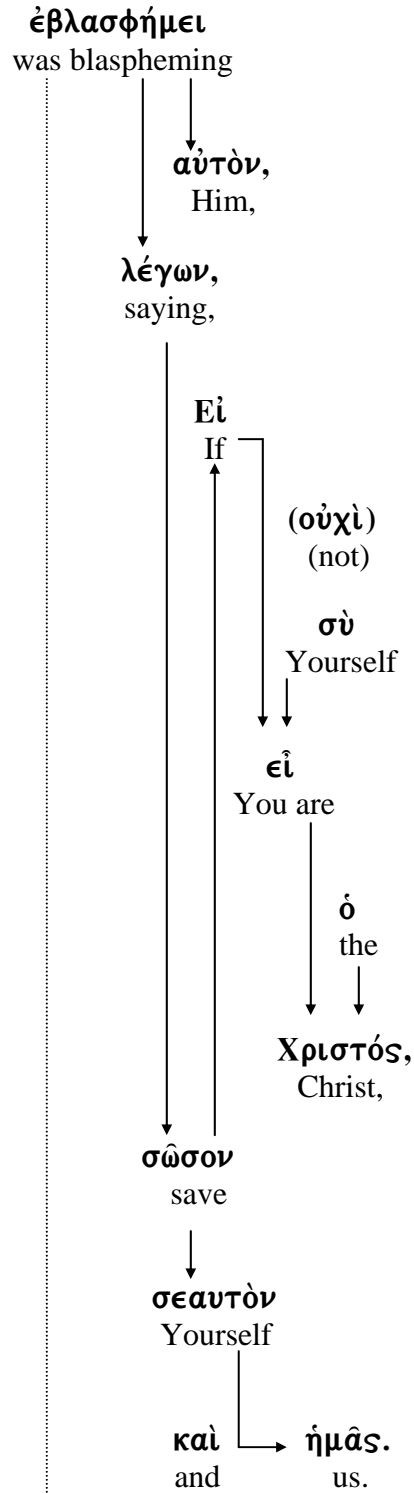 ἐβλασφήμει
was blaspheming
αὐτὸν,
Him,
λέγων,
saying,
Εἰ
If
(οὐχὶ)
(not)
σὺ
Yourself
εἶ
You are
ὁ
the
Χριστός,
Christ,
σῶσον
save
σεαυτὸν
Yourself
καὶ ἡμᾶς.
and us.